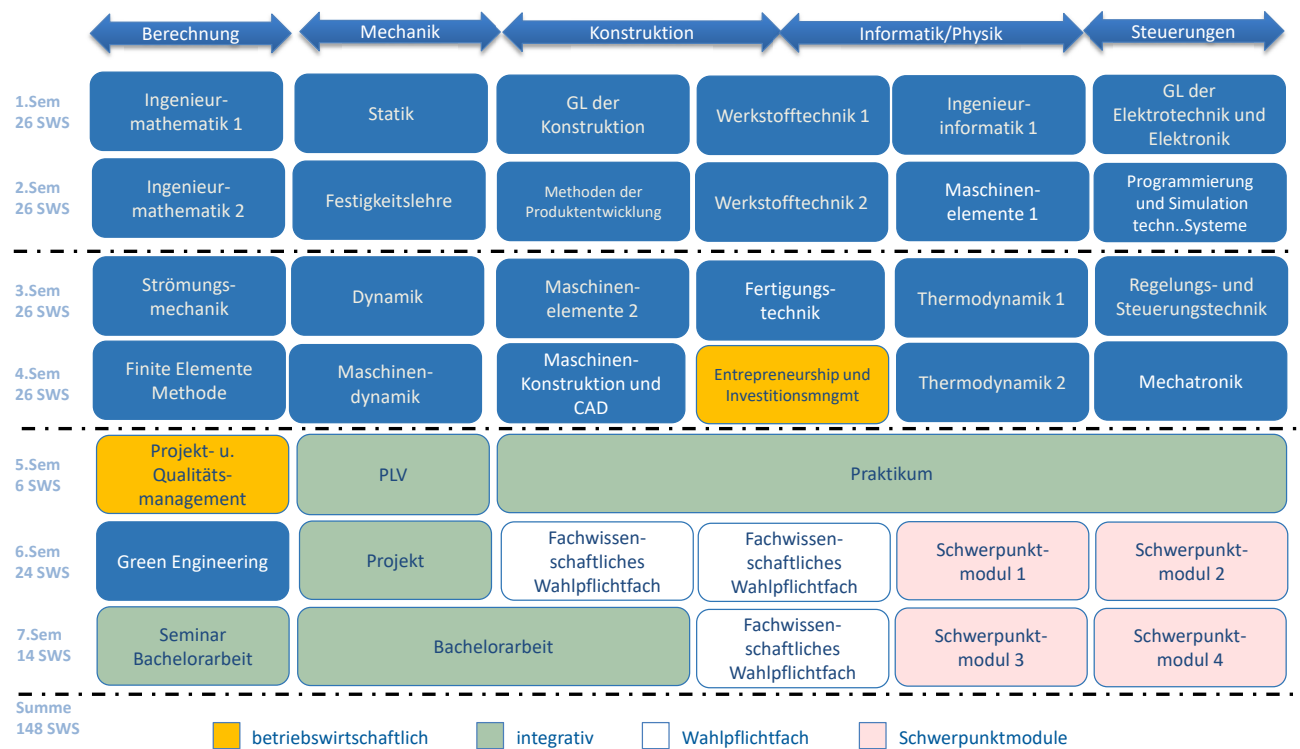 Berechnung
Mechanik
Konstruktion
Informatik/Physik
Steuerungen
1.Sem
26 SWS
Ingenieur-
mathematik 1
Statik
GL der
Konstruktion
Werkstofftechnik 1
Ingenieur-
informatik 1
GL der
Elektrotechnik und
Elektronik
2.Sem
26 SWS
Ingenieur-
mathematik 2
Festigkeitslehre
Methoden der
Produktentwicklung
Werkstofftechnik 2
Maschinen-
elemente 1
Programmierung
und Simulation
techn..Systeme
3.Sem
26 SWS
Strömungs-
mechanik
Dynamik
Maschinen-
elemente 2
Fertigungs-
technik
Thermodynamik 1
Regelungs- und
Steuerungstechnik
4.Sem
26 SWS
Finite Elemente
Methode
Maschinen-
dynamik
Maschinen-
Konstruktion und
CAD
Entrepreneurship und
Investitionsmngmt
Thermodynamik 2
Mechatronik
5.Sem
6 SWS
Projekt- u.
Qualitäts-
management
PLV
Praktikum
6.Sem
24 SWS
Green Engineering
Projekt
Fachwissen-
schaftliches
Wahlpflichtfach
Fachwissen-
schaftliches
Wahlpflichtfach
Schwerpunkt-
modul 1
Schwerpunkt-
modul 2
7.Sem
14 SWS
Seminar
Bachelorarbeit
Bachelorarbeit
Fachwissen-
schaftliches
Wahlpflichtfach
Schwerpunkt-
modul 3
Schwerpunkt-
modul 4
Summe
148 SWS
betriebswirtschaftlich
integrativ
Wahlpflichtfach
Schwerpunktmodule